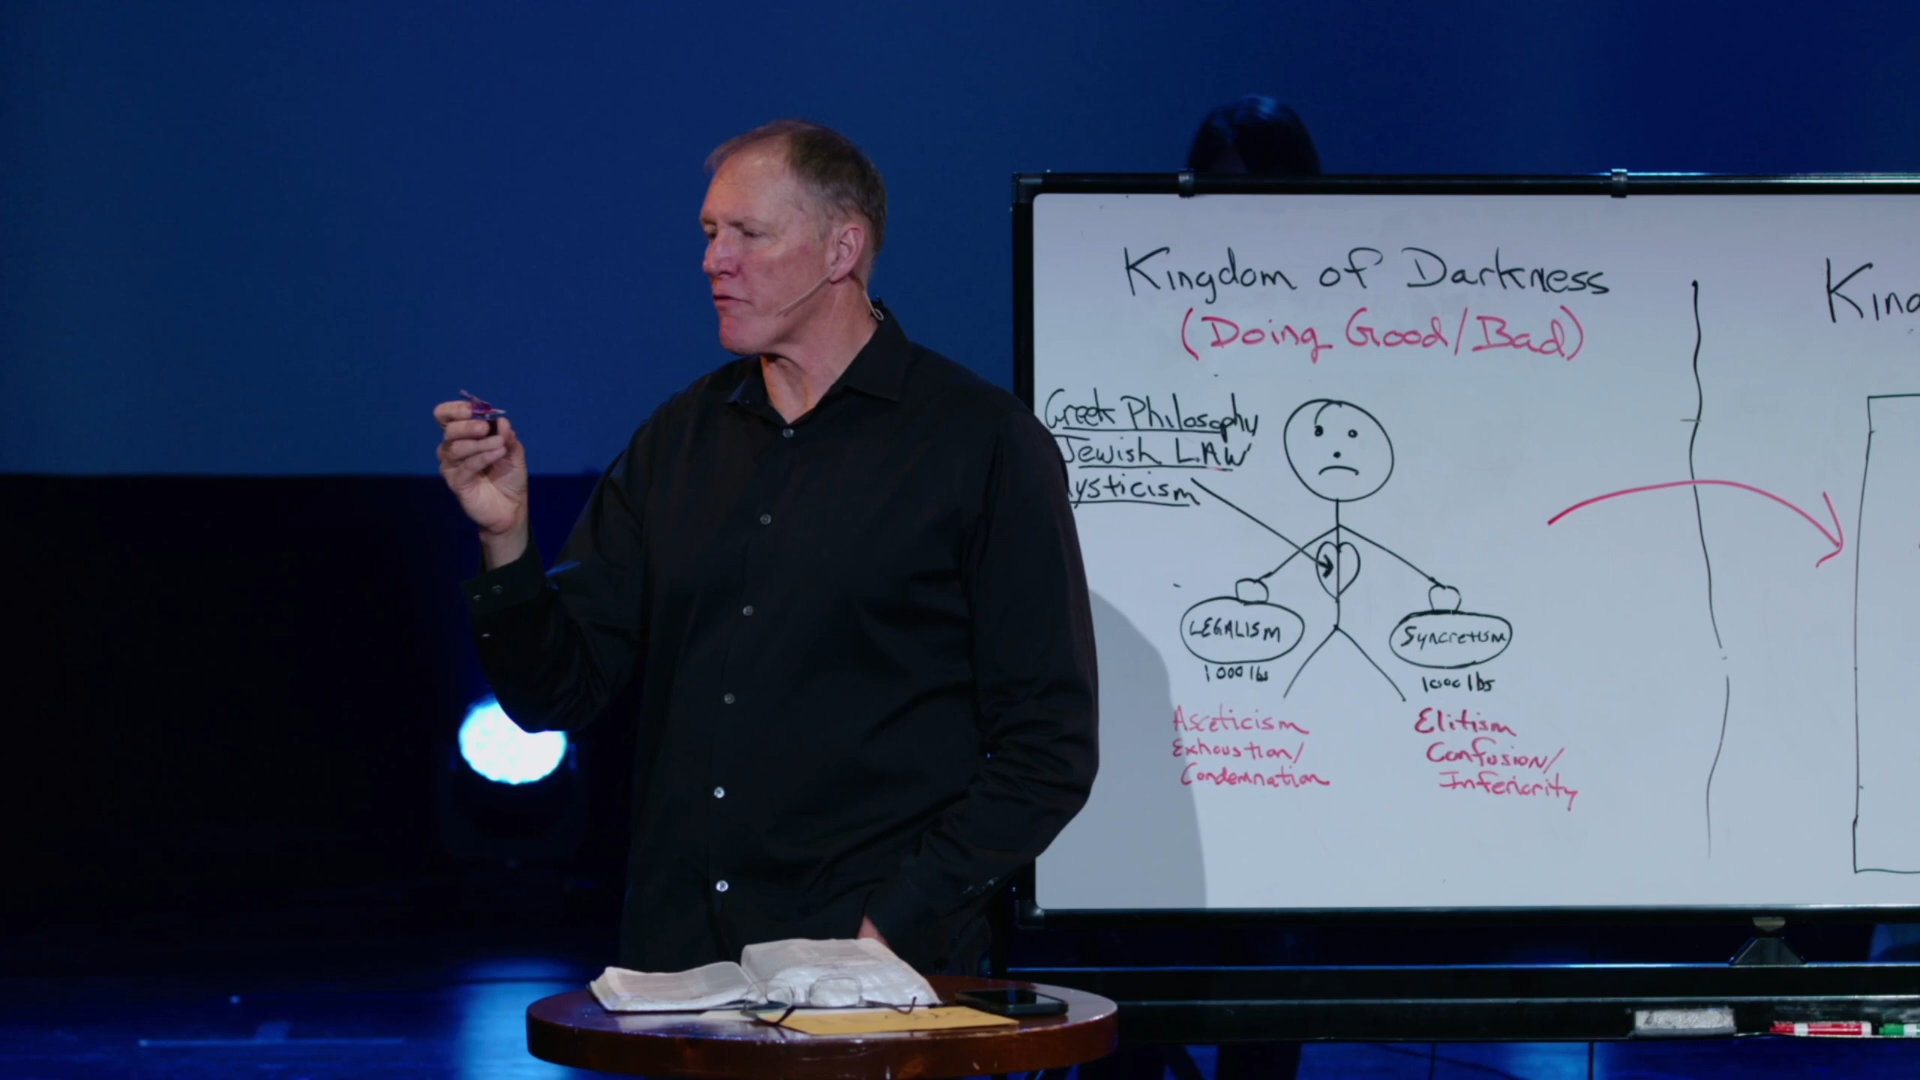 Kingdom of Darkness
(Doing Good/Bad)
Greek Philosophy
Jewish LAW
ysticism
LEGALISM
1000 lbs
Syncretism
1000 lbs
Asceticism
Exhaustion/
Condemnation
Elitism
Confusion/
Inferiority
King